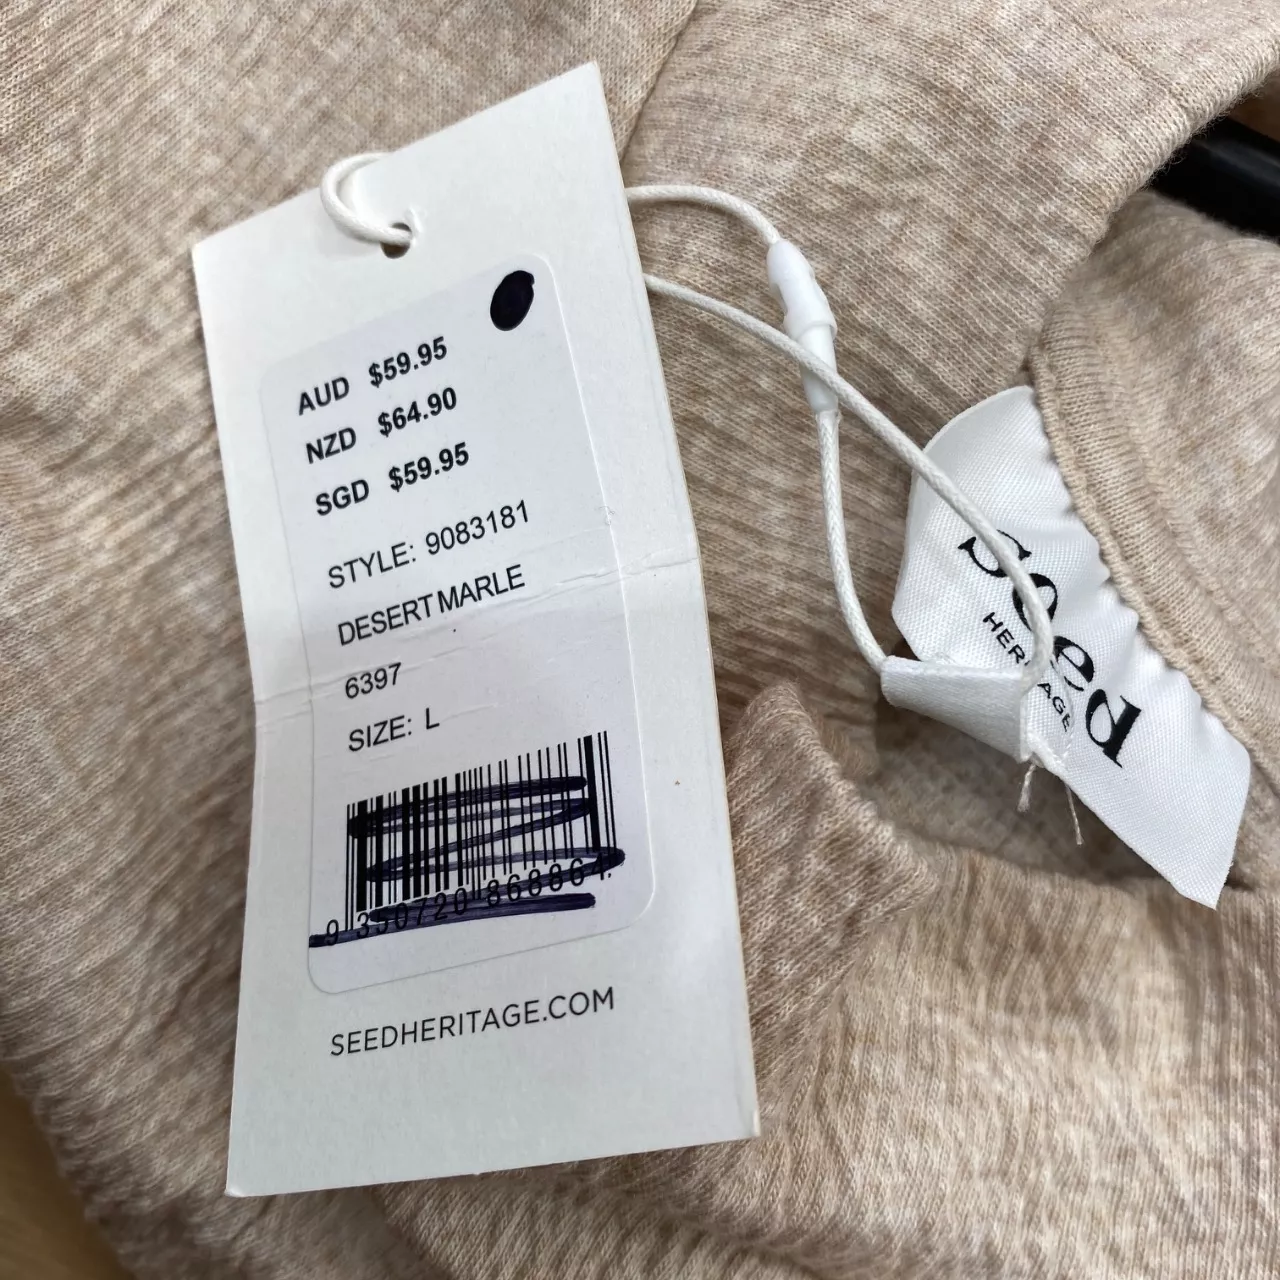 AUD $59.95
NZD $64.90
SGD $59.95
STYLE: 9083181
DESERT MARLE
6397
SIZE: L
SEEDHERITAGE.COM
Seed
HERITAGE